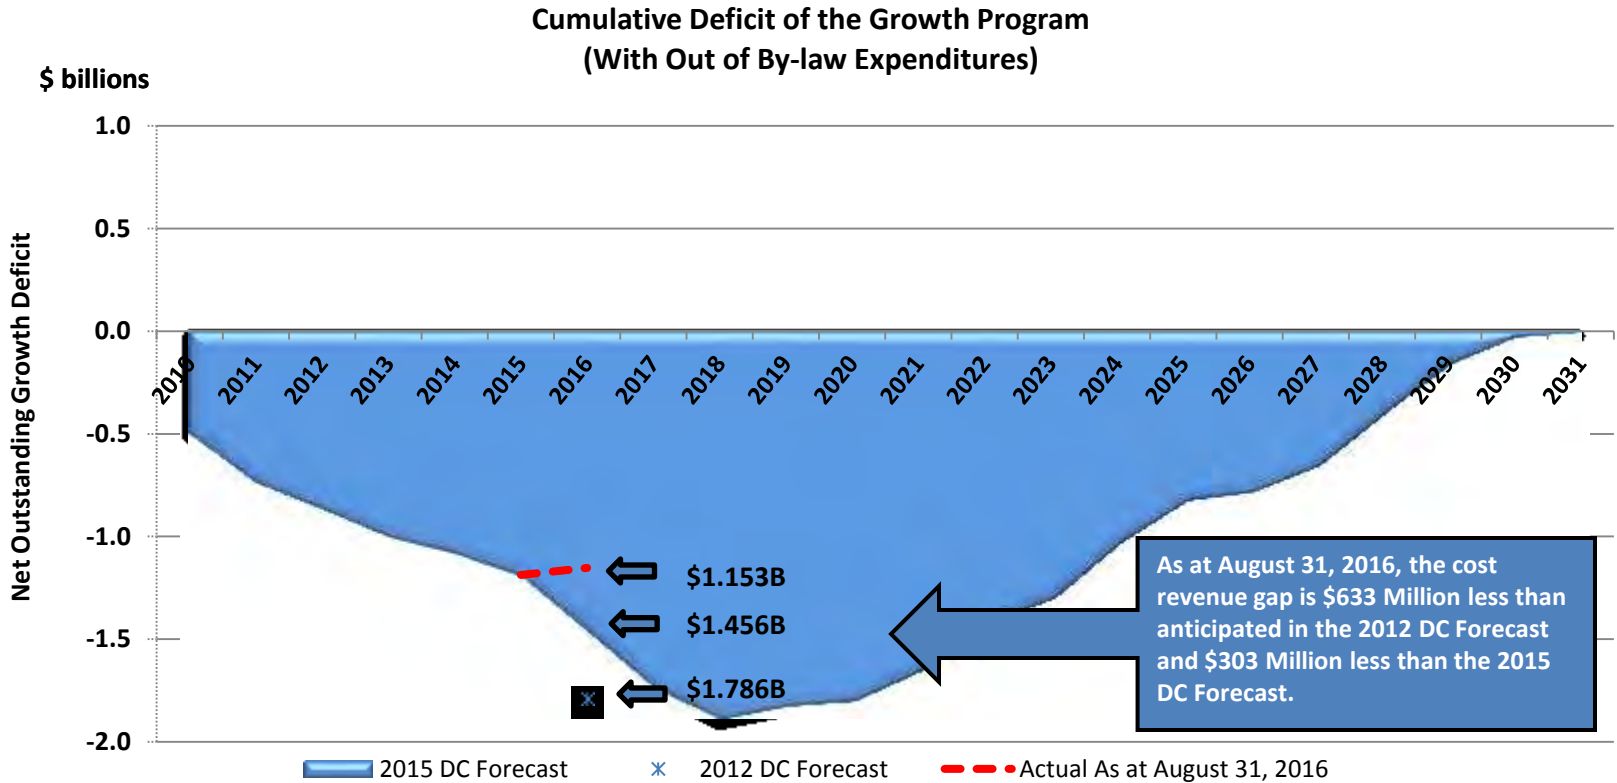 Cumulative Deficit of the Growth Program
(With Out of By-law Expenditures)
$ billions
Net Outstanding Growth Deficit
1.0
0.5
0.0
-0.5
-1.0
-1.5
-2.0
2010
2011
2012
2013
2014
2015
2016
2017
2018
2019
2020
2021
2022
2023
2024
2025
2026
2027
2028
2029
2030
2031
$1.153B
$1.456B
$1.786B
As at August 31, 2016, the cost
revenue gap is $633 Million less than
anticipated in the 2012 DC Forecast
and $303 Million less than the 2015
DC Forecast.
2015 DC Forecast
2012 DC Forecast
Actual As at August 31, 2016